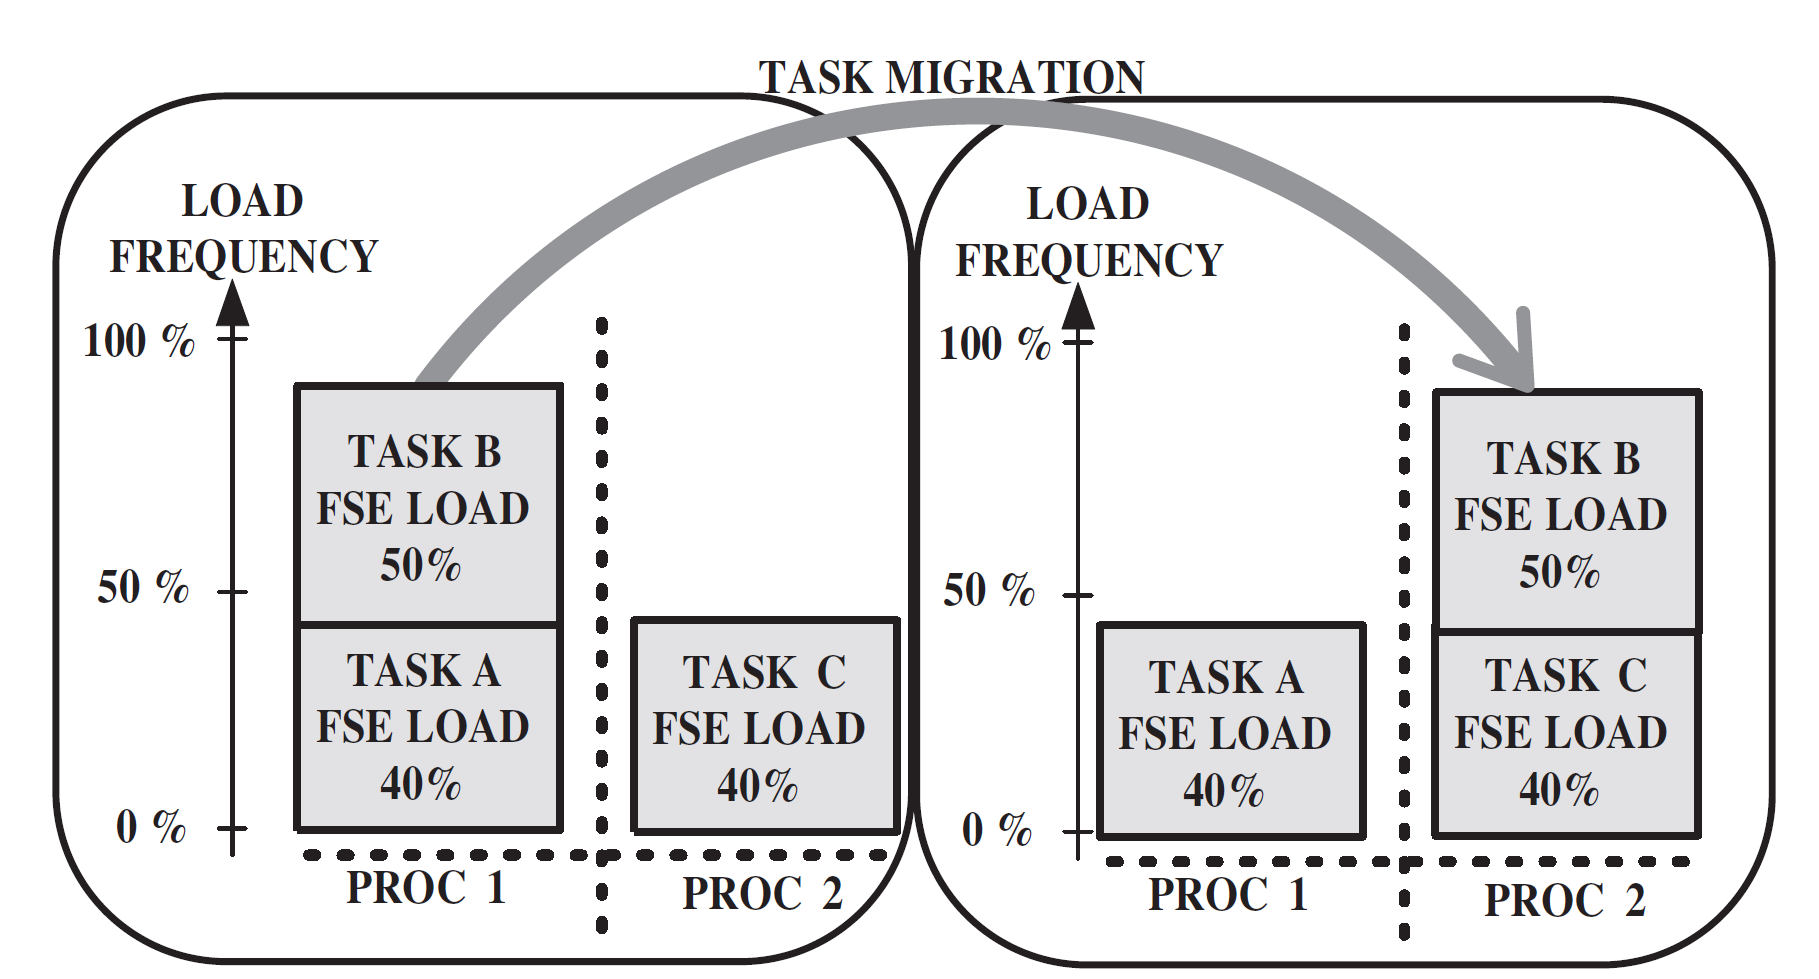 TASK MIGRATION
LOAD
FREQUENCY
100 %
50 %
0 %
TASK B
FSE LOAD
50%
TASK A
FSE LOAD
40%
TASK C
FSE LOAD
40%
PROC 1
PROC 2
LOAD
FREQUENCY
100 %
50 %
0 %
TASK A
FSE LOAD
40%
TASK B
FSE LOAD
50%
TASK C
FSE LOAD
40%
PROC 1
PROC 2